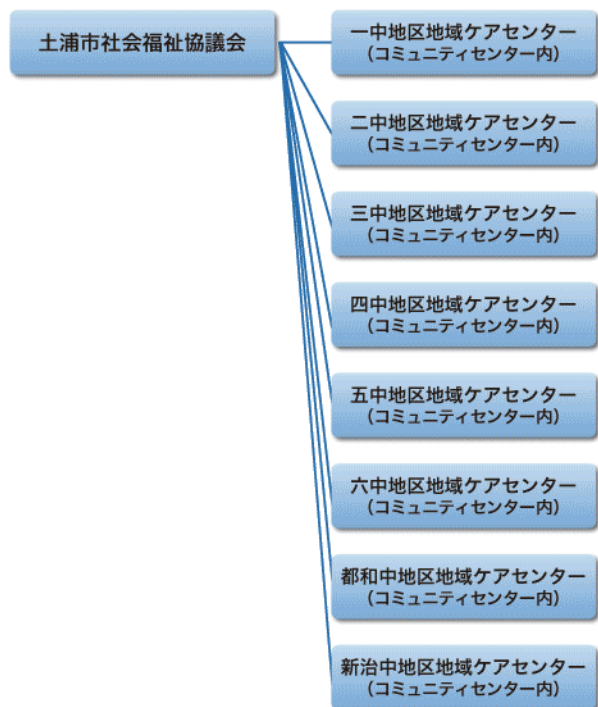 土浦市社会福祉協議会
一中地区地域ケアセンター
（コミュニティセンター内）
二中地区地域ケアセンター
（コミュニティセンター内）
三中地区地域ケアセンター
（コミュニティセンター内）
四中地区地域ケアセンター
（コミュニティセンター内）
五中地区地域ケアセンター
（コミュニティセンター内）
六中地区地域ケアセンター
（コミュニティセンター内）
都和中地区地域ケアセンター
（コミュニティセンター内）
新治中地区地域ケアセンター
（コミュニティセンター内）